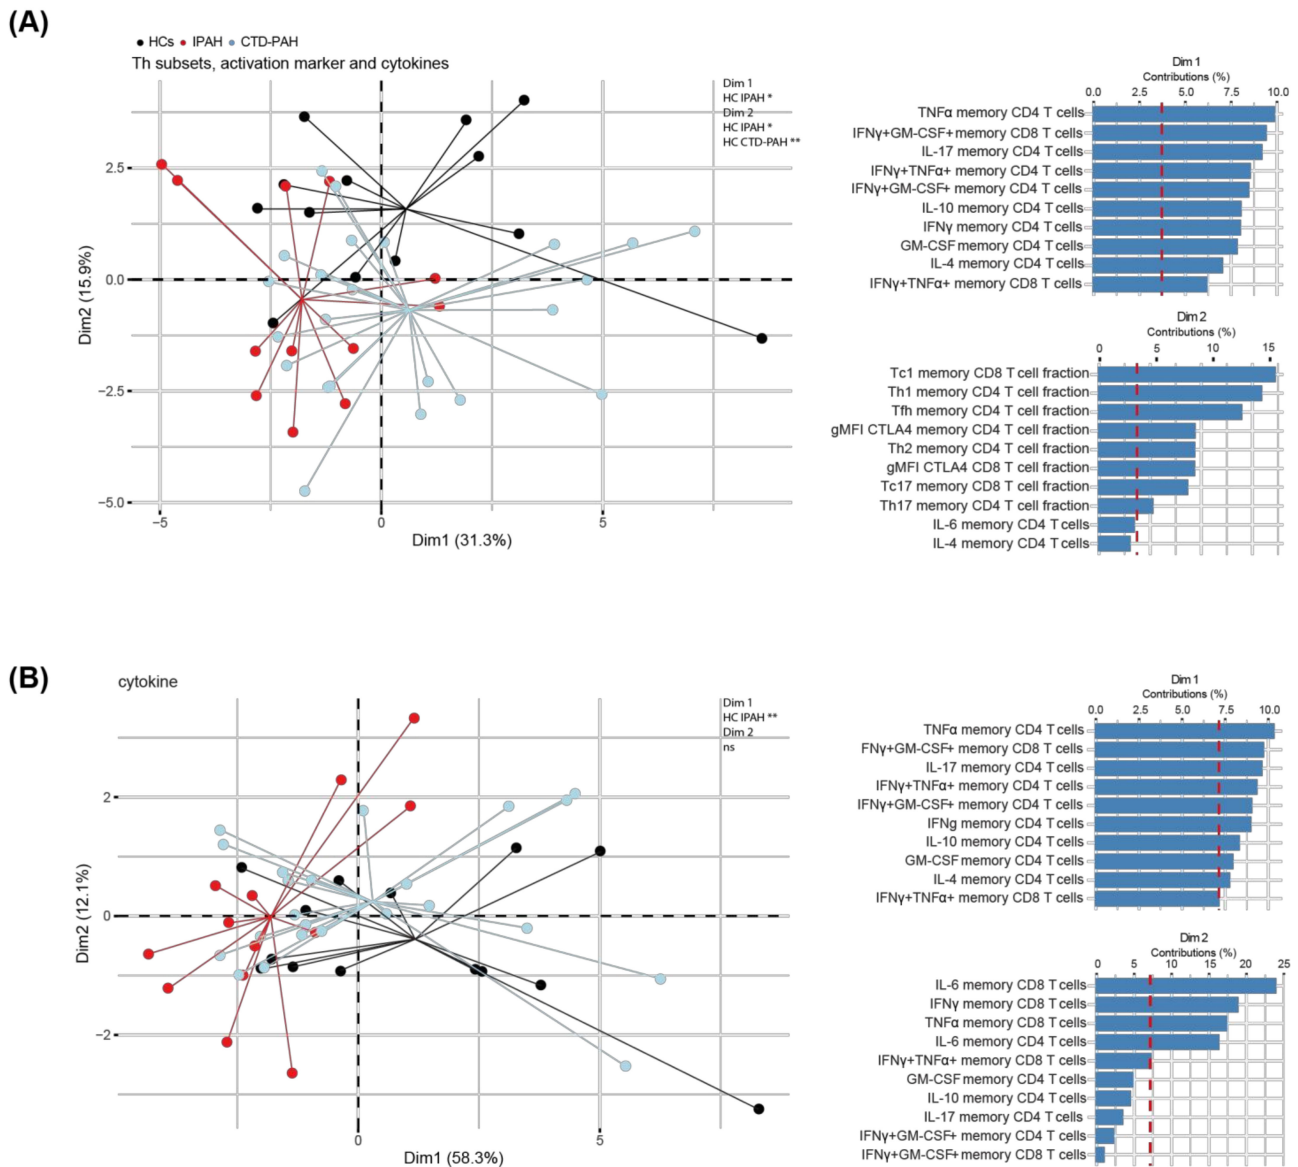 (A)
HCs IPAH CTD-PAH
Th subsets, activation marker and cytokines
Dim 1
HC IPAH *
Dim 2
HC IPAH *
HC CTD-PAH **
2.5
0.0
−2.5
−5.0
Dim2 (15.9%)
−5 0 5
Dim1 (31.3%)
Dim 1
Contributions (%)
0.0 2.5 5.0 7.5 10.0
TNFα memory CD4 T cells
IFNγ+GM-CSF+memory CD8 T cells
IL-17 memory CD4 T cells
IFNγ+TNFα+ memory CD4 T cells
IFNγ+GM-CSF+ memory CD4 T cells
IL-10 memory CD4 T cells
IFNγ memory CD4 T cells
GM-CSF memory CD4 T cells
IL-4 memory CD4 T cells
IFNγ+TNFα+ memory CD8 T cells
Dim 2
Contributions (%)
0 5 10 15
Tc1 memory CD8 T cell fraction
Th1 memory CD4 T cell fraction
Tfh memory CD4 T cell fraction
gMFI CTLA4 memory CD4 T cell fraction
Th2 memory CD4 T cell fraction
gMFI CTLA4 CD8 T cell fraction
Tc17 memory CD8 T cell fraction
Th17 memory CD4 T cell fraction
IL-6 memory CD4 T cells
IL-4 memory CD4 T cells
(B)
cytokine
Dim 1
HC IPAH **
Dim 2
ns
2
0
−2
Dim2 (12.1%)
0 5
Dim1 (58.3%)
Dim 1
Contributions (%)
0.0 2.5 5.0 7.5 10.0
TNFα memory CD4 T cells
FNγ+GM-CSF+ memory CD8 T cells
IL-17 memory CD4 T cells
IFNγ+TNFα+ memory CD4 T cells
IFNγ+GM-CSF+ memory CD4 T cells
IFNg memory CD4 T cells
IL-10 memory CD4 T cells
GM-CSF memory CD4 T cells
IL-4 memory CD4 T cells
IFNγ+TNFα+ memory CD8 T cells
Dim 2
Contributions (%)
0 5 10 15 20 25
IL-6 memory CD8 T cells
IFNγ memory CD8 T cells
TNFα memory CD8 T cells
IL-6 memory CD4 T cells
IFNγ+TNFα+ memory CD8 T cells
GM-CSF memory CD4 T cells
IL-10 memory CD4 T cells
IL-17 memory CD4 T cells
IFNγ+GM-CSF+ memory CD4 T cells
IFNγ+GM-CSF+ memory CD8 T cells